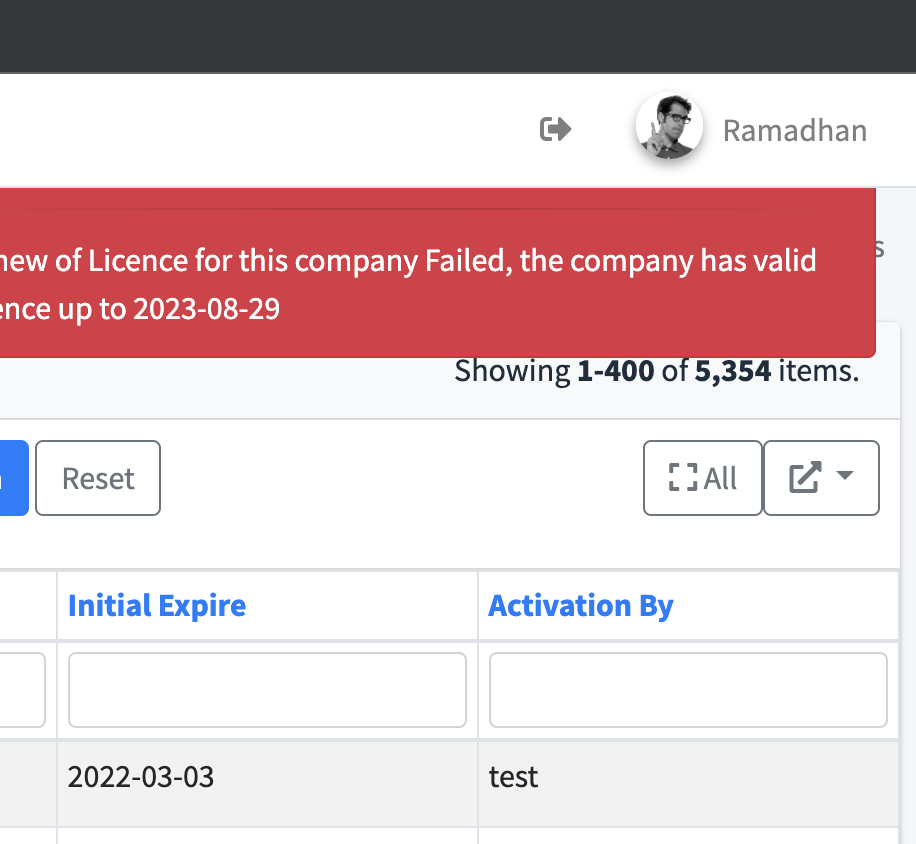 Ramadhan
new of Licence for this company Failed, the company has valid
ence up to 2023-08-29
s
Showing 1-400 of 5,354 items.
Reset
All
Initial Expire
Activation By
2022-03-03
test